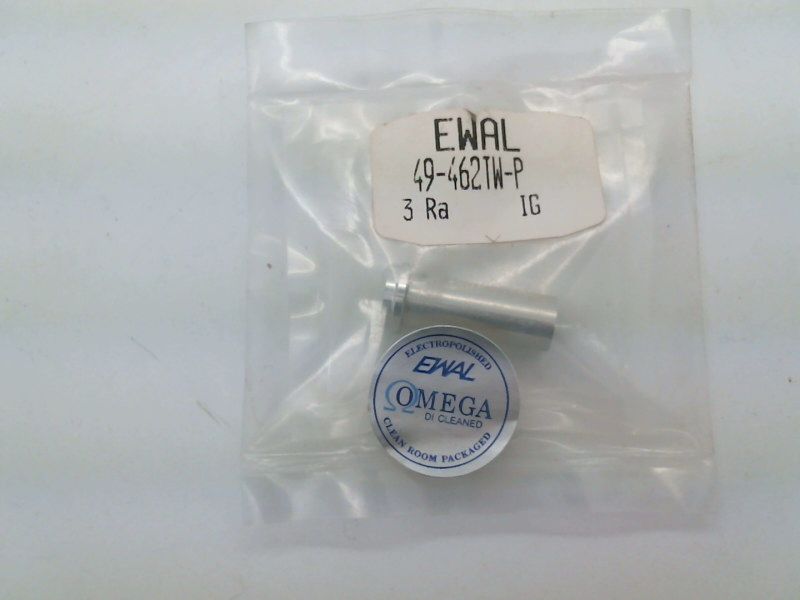 EWAL
49-462TW-P
3 Ra IG
ELECTROPOLISHED
EWAL
Ω OMEGA
DI CLEANED
CLEAN ROOM PACKAGED